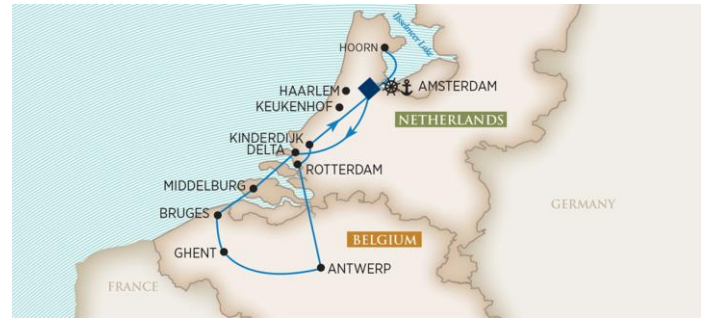 IJsselmeer Lake
HOORN
HAARLEM
AMSTERDAM
KEUKENHOF
NETHERLANDS
KINDERDIJK
DELTA
ROTTERDAM
MIDDELBURG
BRUGES
GERMANY
BELGIUM
GHENT
ANTWERP
FRANCE